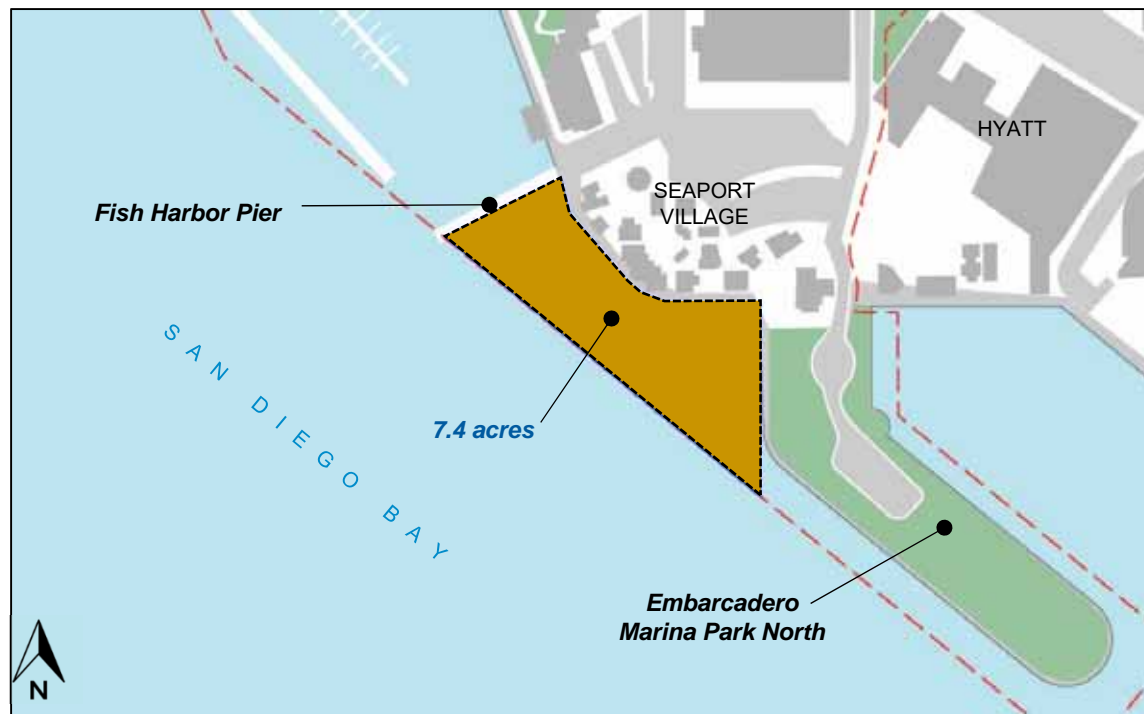 HYATT
SEAPORT
VILLAGE
Fish Harbor Pier
SAN DIEGO BAY
7.4 acres
Embarcadero
Marina Park North
N